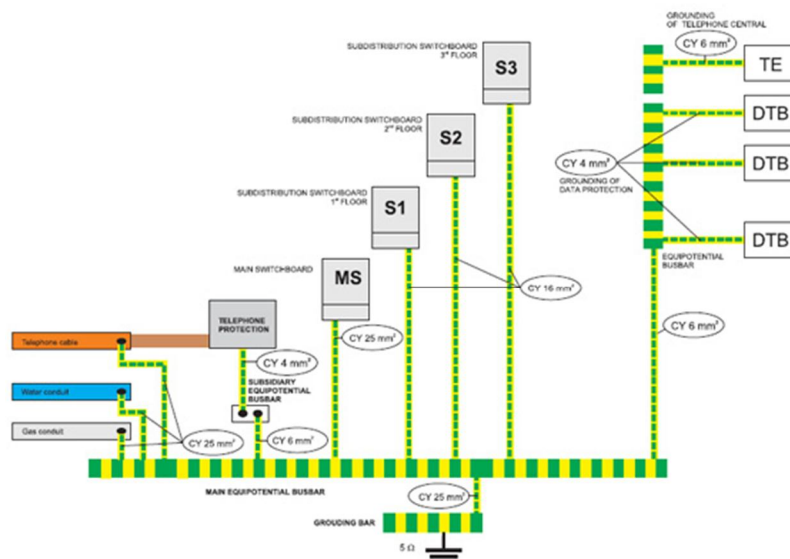 GROUNDING
OF TELEPHONE CENTRAL
CY 6 mm²
TE
SUBDISTRIBUTION SWITCHBOARD
3ʳᵈ FLOOR
S3
DTB
SUBDISTRIBUTION SWITCHBOARD
2ⁿᵈ FLOOR
S2
CY 4 mm²
DTB
GROUNDING OF
DATA PROTECTION
SUBDISTRIBUTION SWITCHBOARD
1ˢᵗ FLOOR
S1
DTB
EQUIPOTENTIAL
BUSBAR
MAIN SWITCHBOARD
MS
CY 16 mm²
TELEPHONE
PROTECTION
CY 25 mm²
CY 6 mm²
Telephone cable
CY 4 mm²
SUBSIDIARY
EQUIPOTENTIAL
BUSBAR
Water conduit
Gas conduit
CY 25 mm²
CY 6 mm²
MAIN EQUIPOTENTIAL BUSBAR
CY 25 mm²
GROUNDING BAR
5 Ω